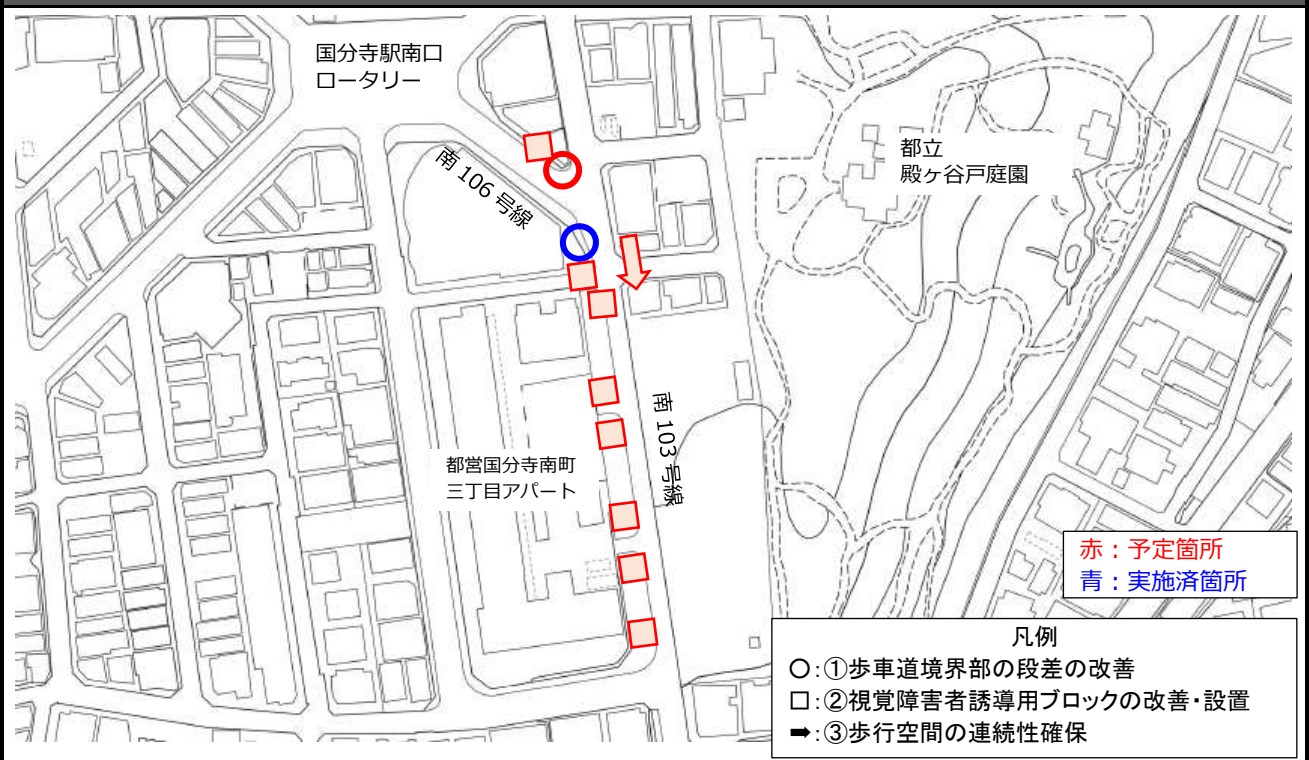 国分寺駅南口
ロータリー
南 106 号線
都立
殿ヶ谷戸庭園
南 103 号線
都営国分寺南町
三丁目アパート
赤：予定箇所
青：実施済箇所
凡例
○：①歩車道境界部の段差の改善
□：②視覚障害者誘導用ブロックの改善・設置
➡：③歩行空間の連続性確保